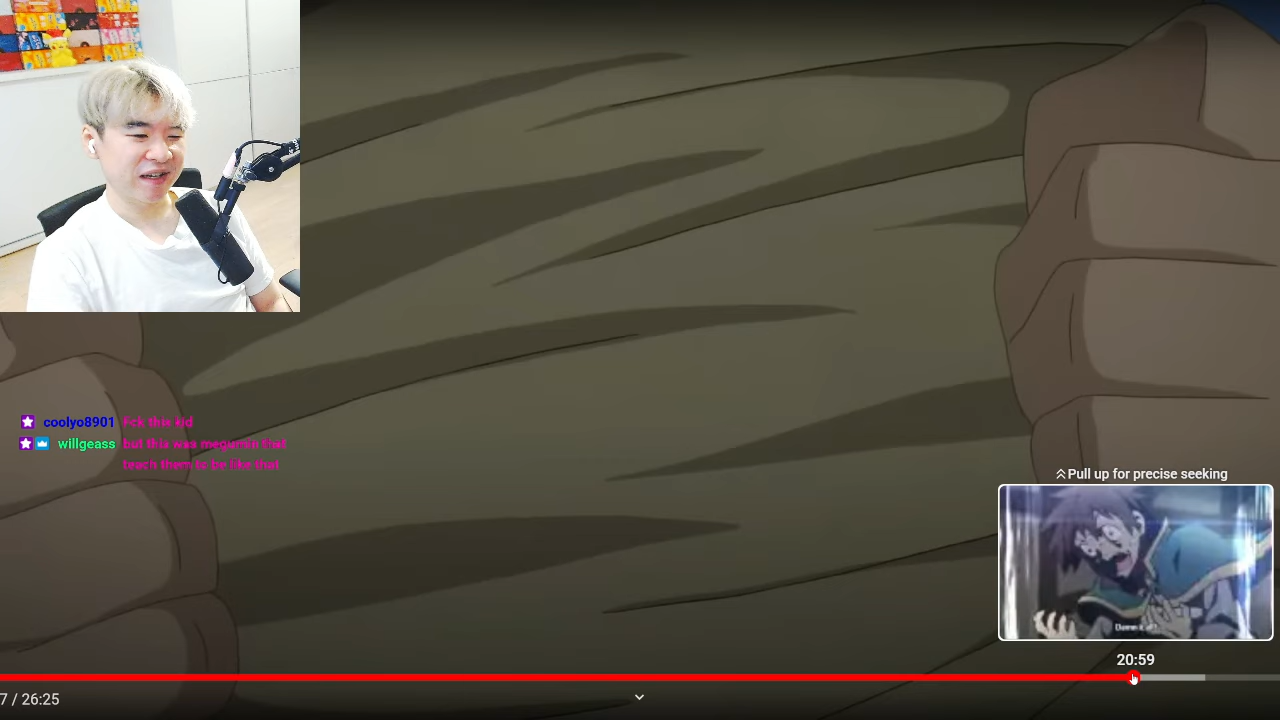 coolyo8901 Fck this kid
willgeass but this was megumin that
teach them to be like that
Pull up for precise seeking
20:59
7 / 26:25